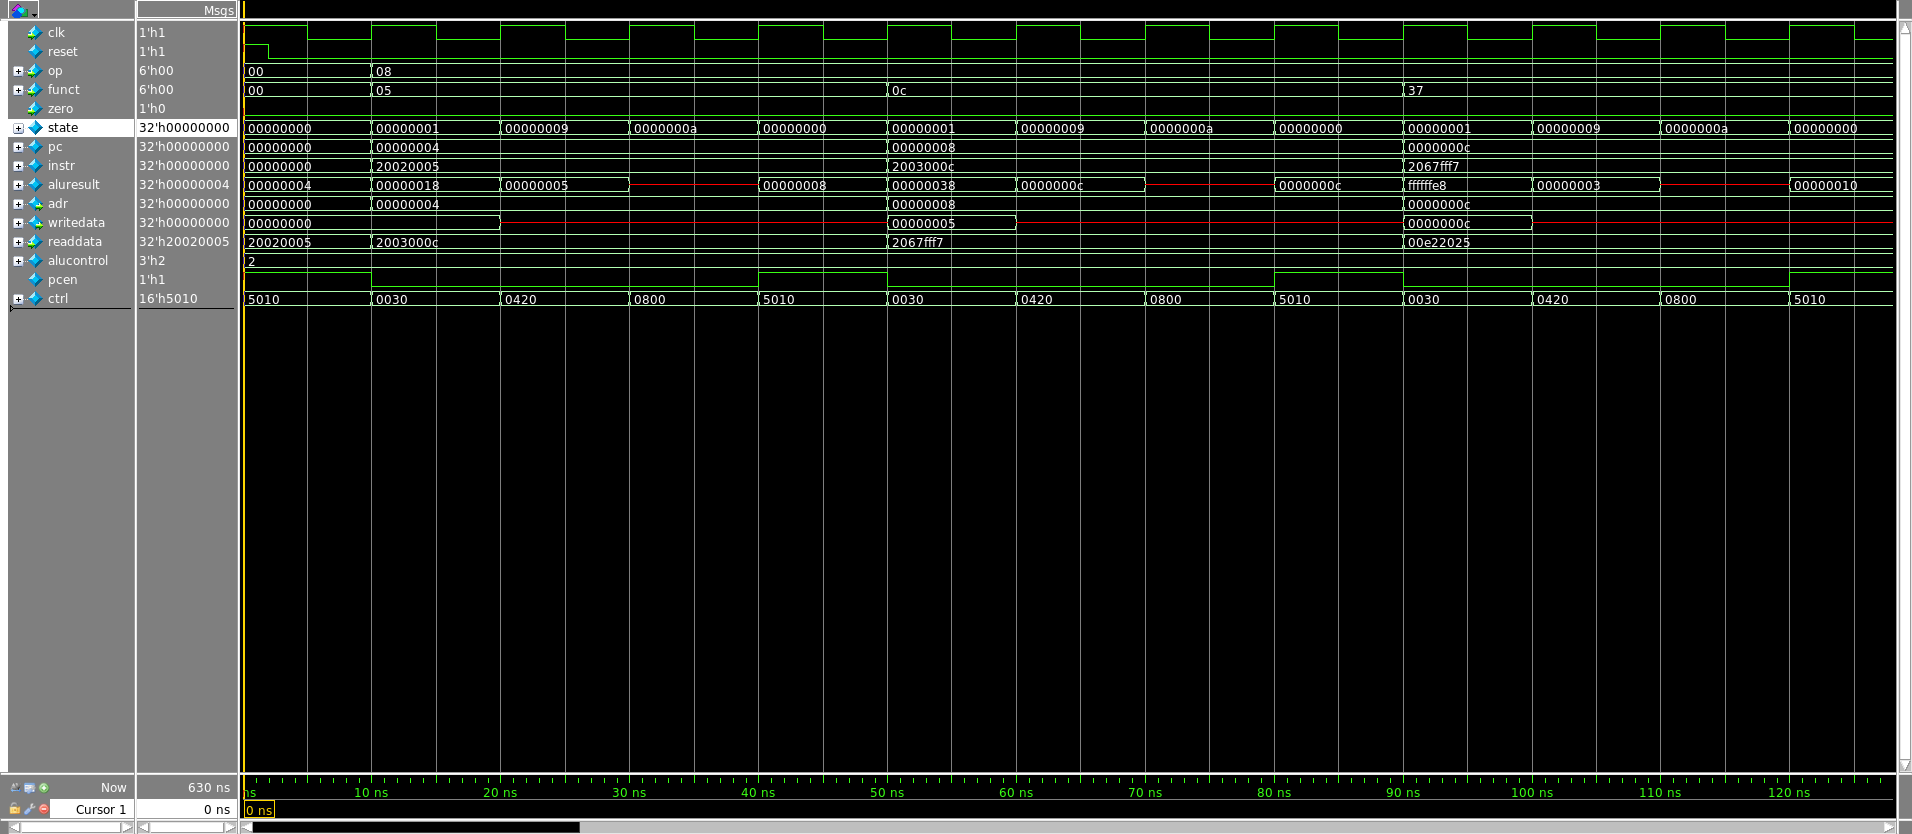 Msgs
clk 1'h1
reset 1'h1
op 6'h00 00 08
funct 6'h00 00 05 0c 37
zero 1'h0
state 32'h00000000 00000000 00000001 00000009 0000000a 00000000 00000001 00000009 0000000a 00000000 00000001 00000009 0000000a 00000000
pc 32'h00000000 00000000 00000004 00000008 0000000c
instr 32'h00000000 00000000 20020005 2003000c 2067fff7
aluresult 32'h00000004 00000004 00000018 00000005 00000008 00000038 0000000c 0000000c ffffffe8 00000003 00000010
adr 32'h00000000 00000000 00000004 00000008 0000000c
writedata 32'h00000000 00000000 00000005 0000000c
readdata 32'h20020005 20020005 2003000c 2067fff7 00e22025
alucontrol 3'h2 2
pcen 1'h1
ctrl 16'h5010 5010 0030 0420 0800 5010 0030 0420 0800 5010 0030 0420 0800 5010
Now 630 ns ns 10 ns 20 ns 30 ns 40 ns 50 ns 60 ns 70 ns 80 ns 90 ns 100 ns 110 ns 120 ns
Cursor 1 0 ns 0 ns